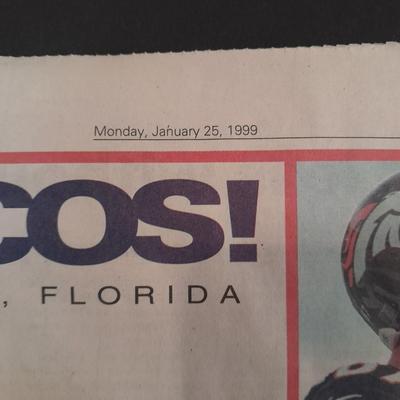 Monday, January 25, 1999
COS!
, FLORIDA